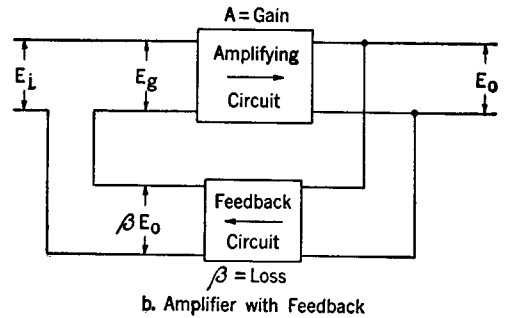 A = Gain
Amplifying
Circuit
Ei
Eg
Eo
Feedback
Circuit
βEo
β = Loss
b. Amplifier with Feedback